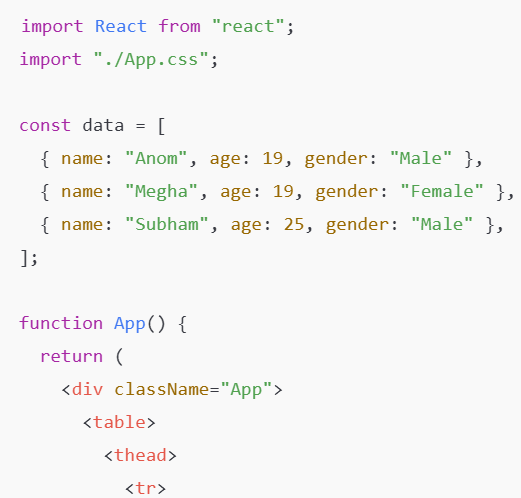 import React from "react";
import "./App.css";

const data = [
  { name: "Anom", age: 19, gender: "Male" },
  { name: "Megha", age: 19, gender: "Female" },
  { name: "Subham", age: 25, gender: "Male" },
];

function App() {
  return (
    <div className="App">
      <table>
        <thead>
          <tr>